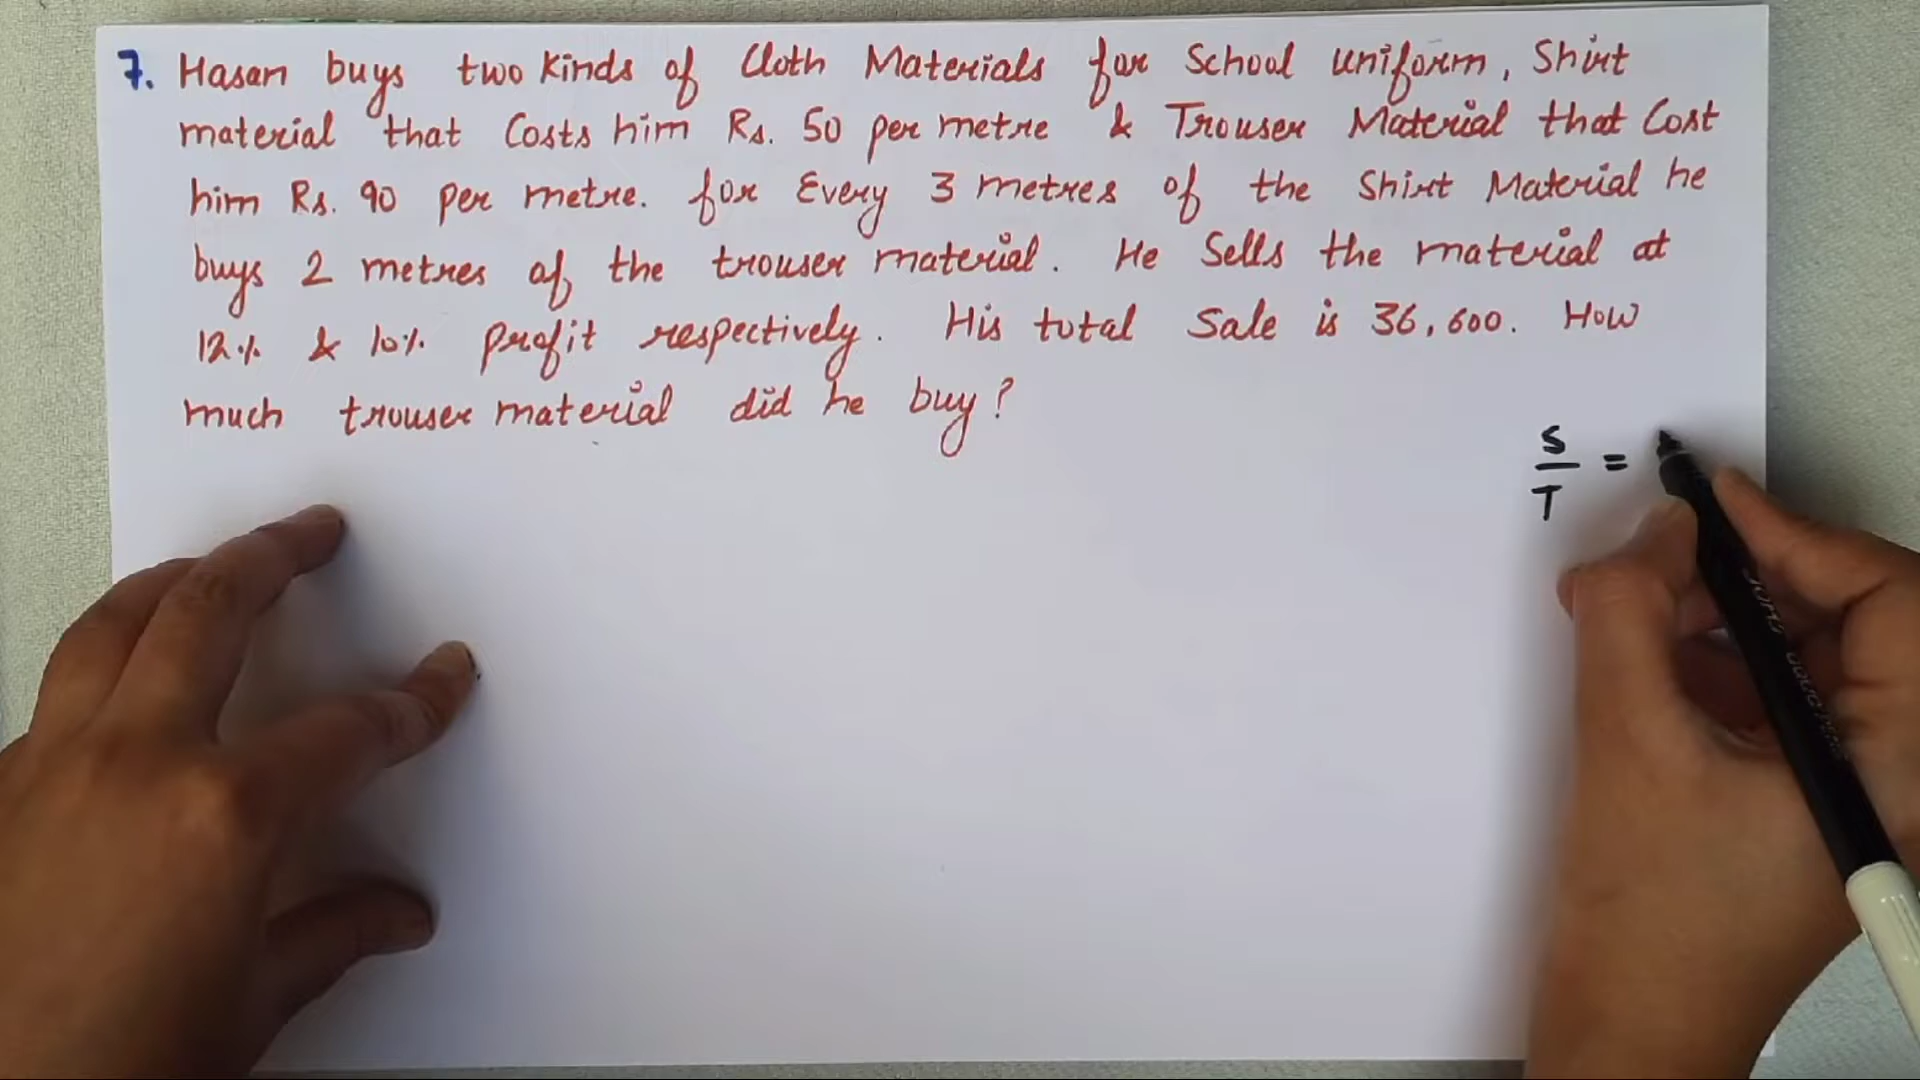 7. Hasan buys two kinds of Cloth Materials for School uniform, Shirt
material that Costs him Rs. 50 per metre & Trouser Material that Cost
him Rs. 90 per metre. for Every 3 metres of the Shirt Material he
buys 2 metres of the trouser material. He Sells the material at
12% & 10% profit respectively. His total Sale is 36,600. How
much trouser material did he buy?
S
T =